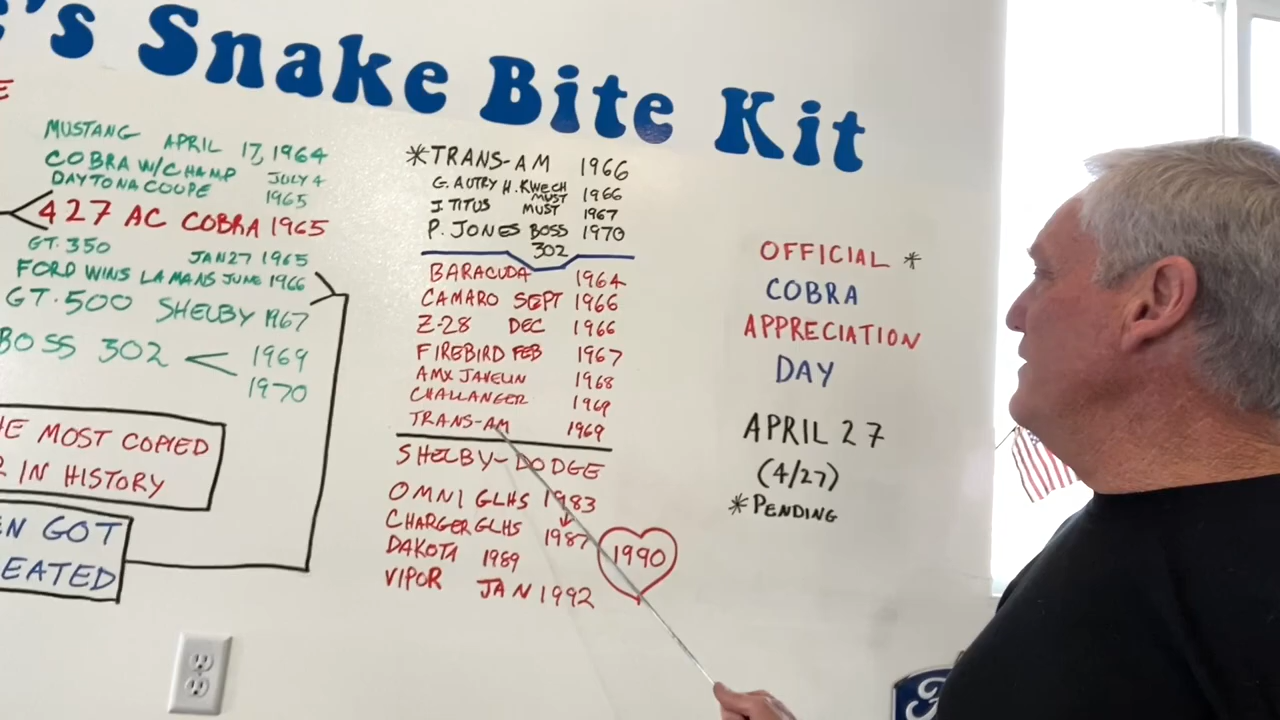 's Snake Bite Kit
E
MUSTANG APRIL 17, 1964
COBRA W/CHAMP JULY 4
DAYTONA COUPE 1965
427 AC COBRA 1965
GT.350 JAN 27 1965
FORD WINS LA MANS JUNE 1966
GT.500 SHELBY 1967
BOSS 302 1969
1970
HE MOST COPIED
R IN HISTORY
EN GOT
EATED
*TRANS-AM 1966
G. AUTRY H. KWECH MUST 1966
J. TITUS MUST 1967
P. JONES BOSS 302 1970
BARACUDA 1964
CAMARO SEPT 1966
Z-28 DEC 1966
FIREBIRD FEB 1967
AMX JAVELIN 1968
CHALLANGER 1969
TRANS-AM 1969
SHELBY-DODGE
OMNI GLHS 1983
CHARGER GLHS 1987
DAKOTA 1989
VIPOR JAN 1992
1990
OFFICIAL *
COBRA
APPRECIATION
DAY
APRIL 27
(4/27)
*PENDING